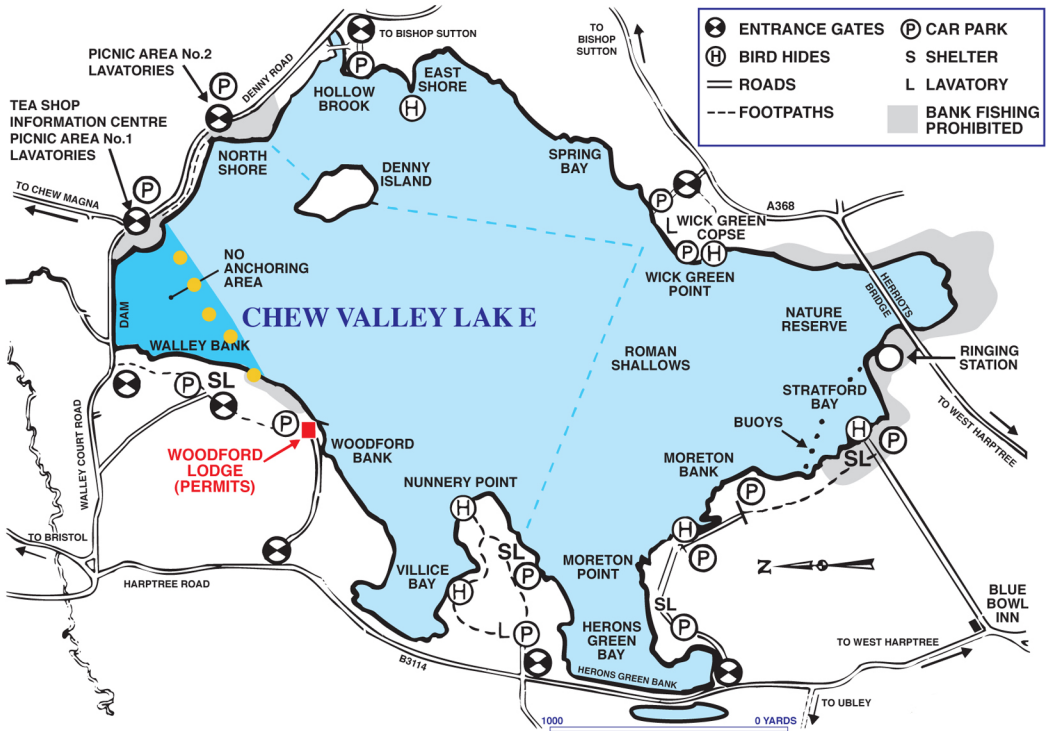 TO BISHOP SUTTON
PICNIC AREA No.2
LAVATORIES
P
DENNY ROAD
P
HOLLOW
BROOK
EAST
SHORE
H
TO
BISHOP
SUTTON
ENTRANCE GATES
P CAR PARK
H BIRD HIDES
S SHELTER
ROADS
L LAVATORY
FOOTPATHS
BANK FISHING
PROHIBITED
TEA SHOP
INFORMATION CENTRE
PICNIC AREA No.1
LAVATORIES
TO CHEW MAGNA
P
NORTH
SHORE
DENNY
ISLAND
SPRING
BAY
P
L
WICK GREEN
COPSE
A368
P
H
WICK GREEN
POINT
NO
ANCHORING
AREA
DAM
CHEW VALLEY LAKE
WALLEY BANK
HERRIOTS
BRIDGE
NATURE
RESERVE
ROMAN
SHALLOWS
RINGING
STATION
STRATFORD
BAY
BUOYS
TO WEST HARPTREE
P
SL
P
WOODFORD
LODGE
(PERMITS)
WOODFORD
BANK
WALLEY COURT ROAD
H
P
SL
MORETON
BANK
P
NUNNERY POINT
H
SL
P
H
P
MORETON
POINT
N
TO BRISTOL
HARPTREE ROAD
VILLICE
BAY
H
L
P
SL
P
HERONS
GREEN
BAY
HERONS GREEN BANK
BLUE
BOWL
INN
TO WEST HARPTREE
B3114
TO UBLEY
1000
0 YARDS